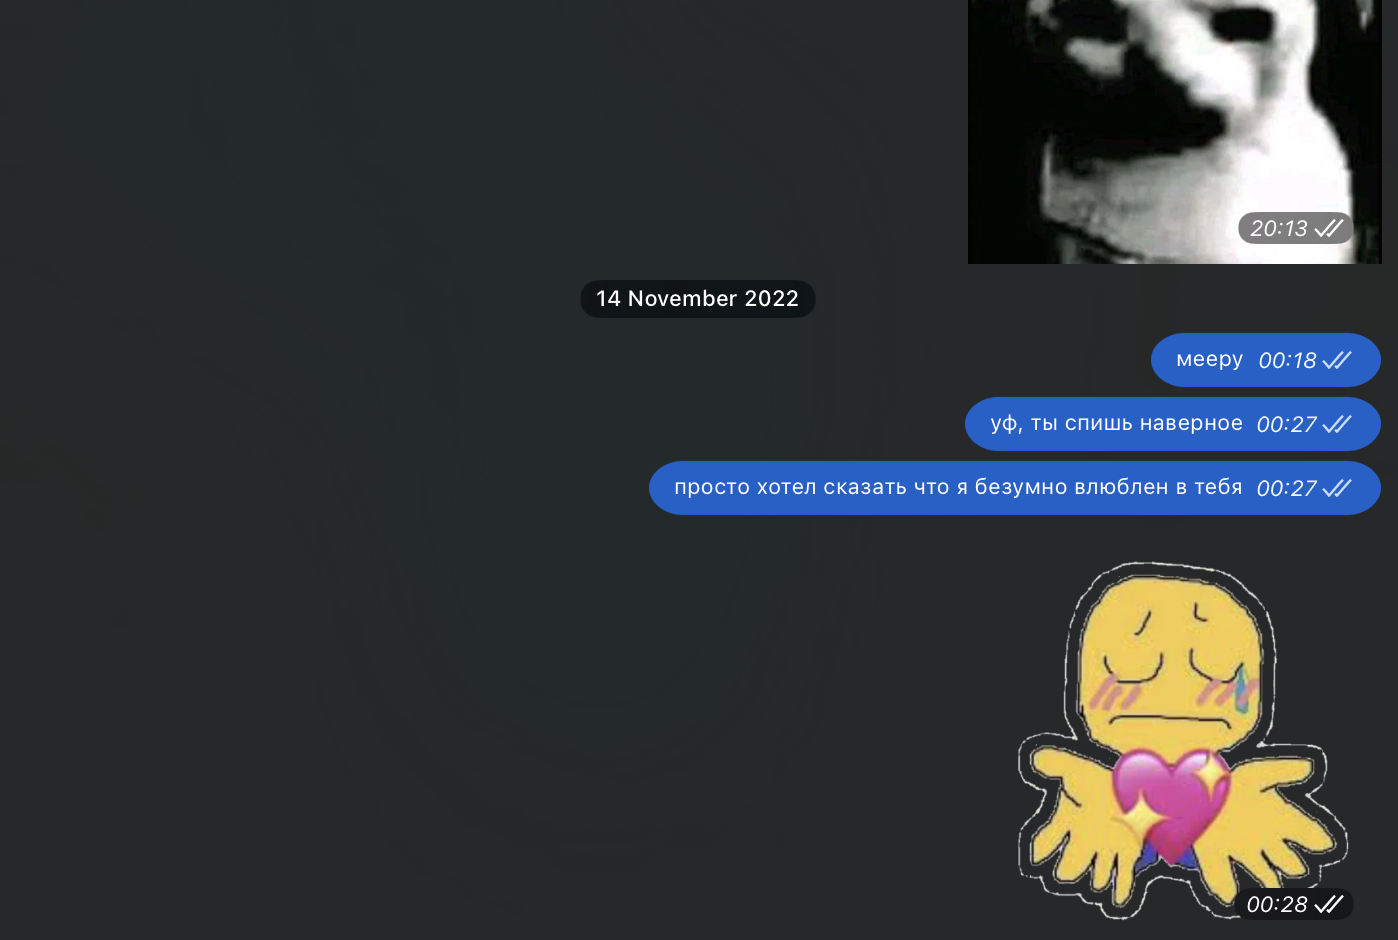 20:13
14 November 2022
мееру 00:18
уф, ты спишь наверное 00:27
просто хотел сказать что я безумно влюблен в тебя 00:27
00:28